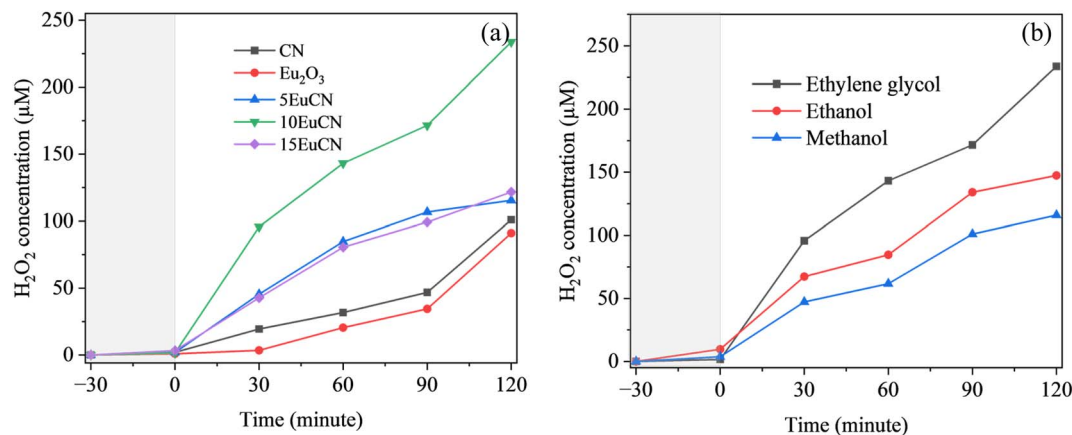 (a)
CN
Eu₂O₃
5EuCN
10EuCN
15EuCN
H₂O₂ concentration (μM)
250
200
150
100
50
0
−30
0
30
60
90
120
Time (minute)
(b)
Ethylene glycol
Ethanol
Methanol
H₂O₂ concentration (μM)
250
200
150
100
50
0
−30
0
30
60
90
120
Time (minute)